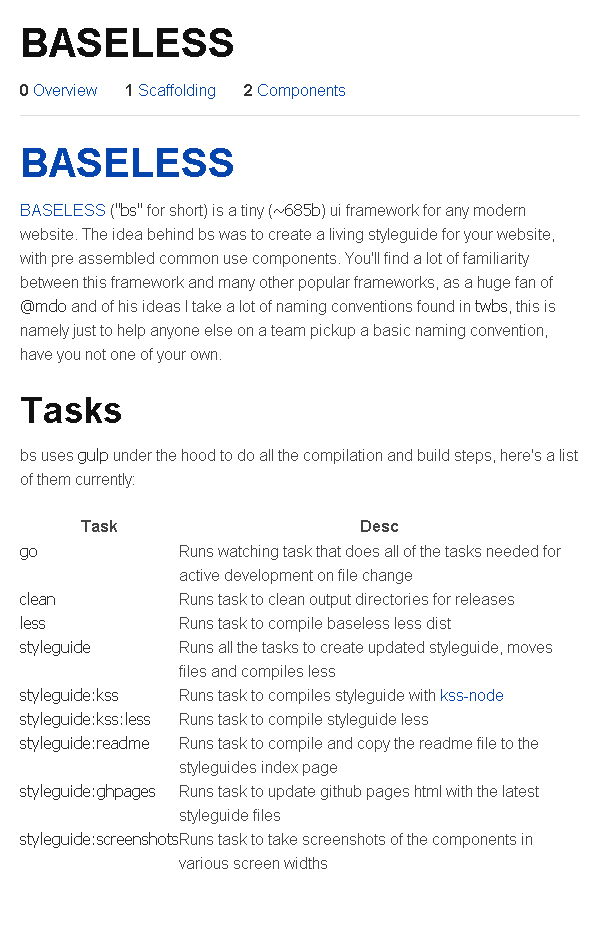 BASELESS
0 Overview 1 Scaffolding 2 Components
BASELESS
BASELESS ("bs" for short) is a tiny (~685b) ui framework for any modern
website. The idea behind bs was to create a living styleguide for your website,
with pre assembled common use components. You'll find a lot of familiarity
between this framework and many other popular frameworks, as a huge fan of
@mdo and of his ideas I take a lot of naming conventions found in twbs, this is
namely just to help anyone else on a team pickup a basic naming convention,
have you not one of your own.
Tasks
bs uses gulp under the hood to do all the compilation and build steps, here's a list
of them currently:
Task Desc
go Runs watching task that does all of the tasks needed for
active development on file change
clean Runs task to clean output directories for releases
less Runs task to compile baseless less dist
styleguide Runs all the tasks to create updated styleguide, moves
files and compiles less
styleguide:kss Runs task to compiles styleguide with kss-node
styleguide:kss:less Runs task to compile styleguide less
styleguide:readme Runs task to compile and copy the readme file to the
styleguides index page
styleguide:ghpages Runs task to update github pages html with the latest
styleguide files
styleguide:screenshots Runs task to take screenshots of the components in
various screen widths